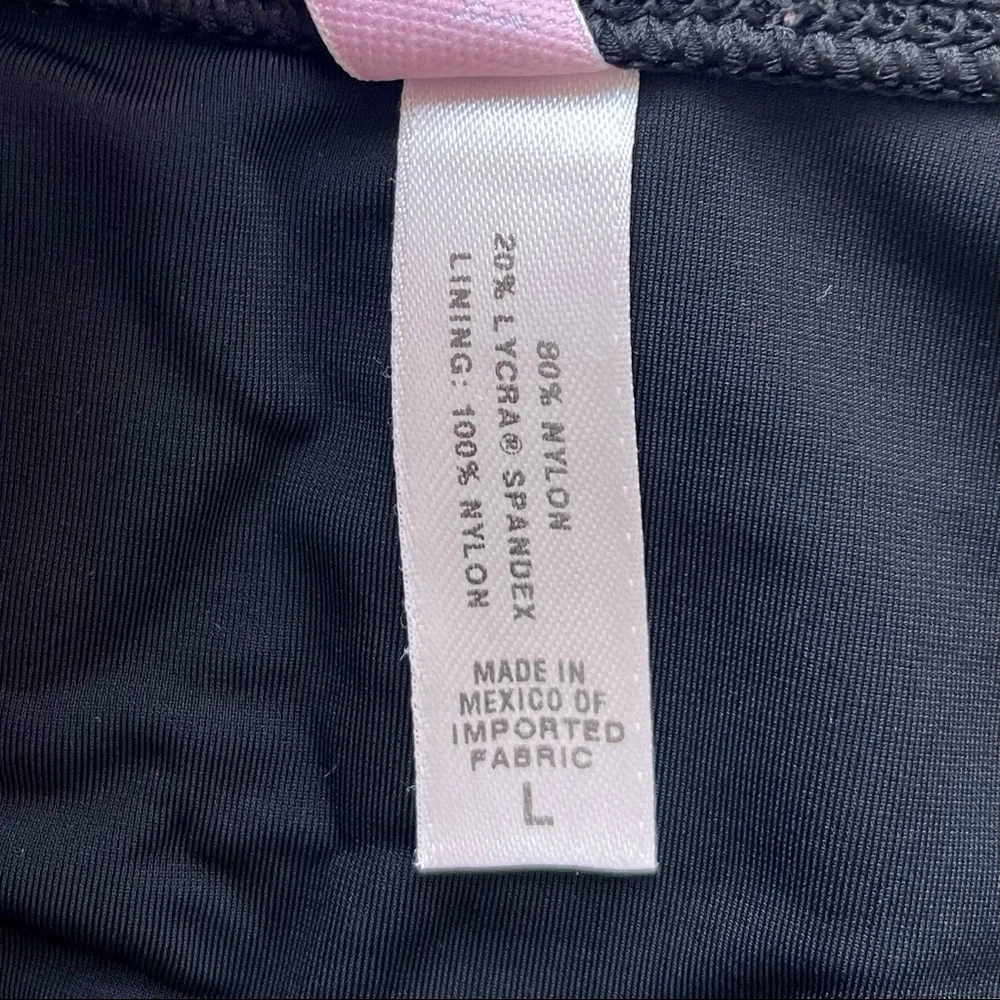 80% NYLON
20% LYCRA® SPANDEX
LINING: 100% NYLON
MADE IN
MEXICO OF
IMPORTED
FABRIC
L